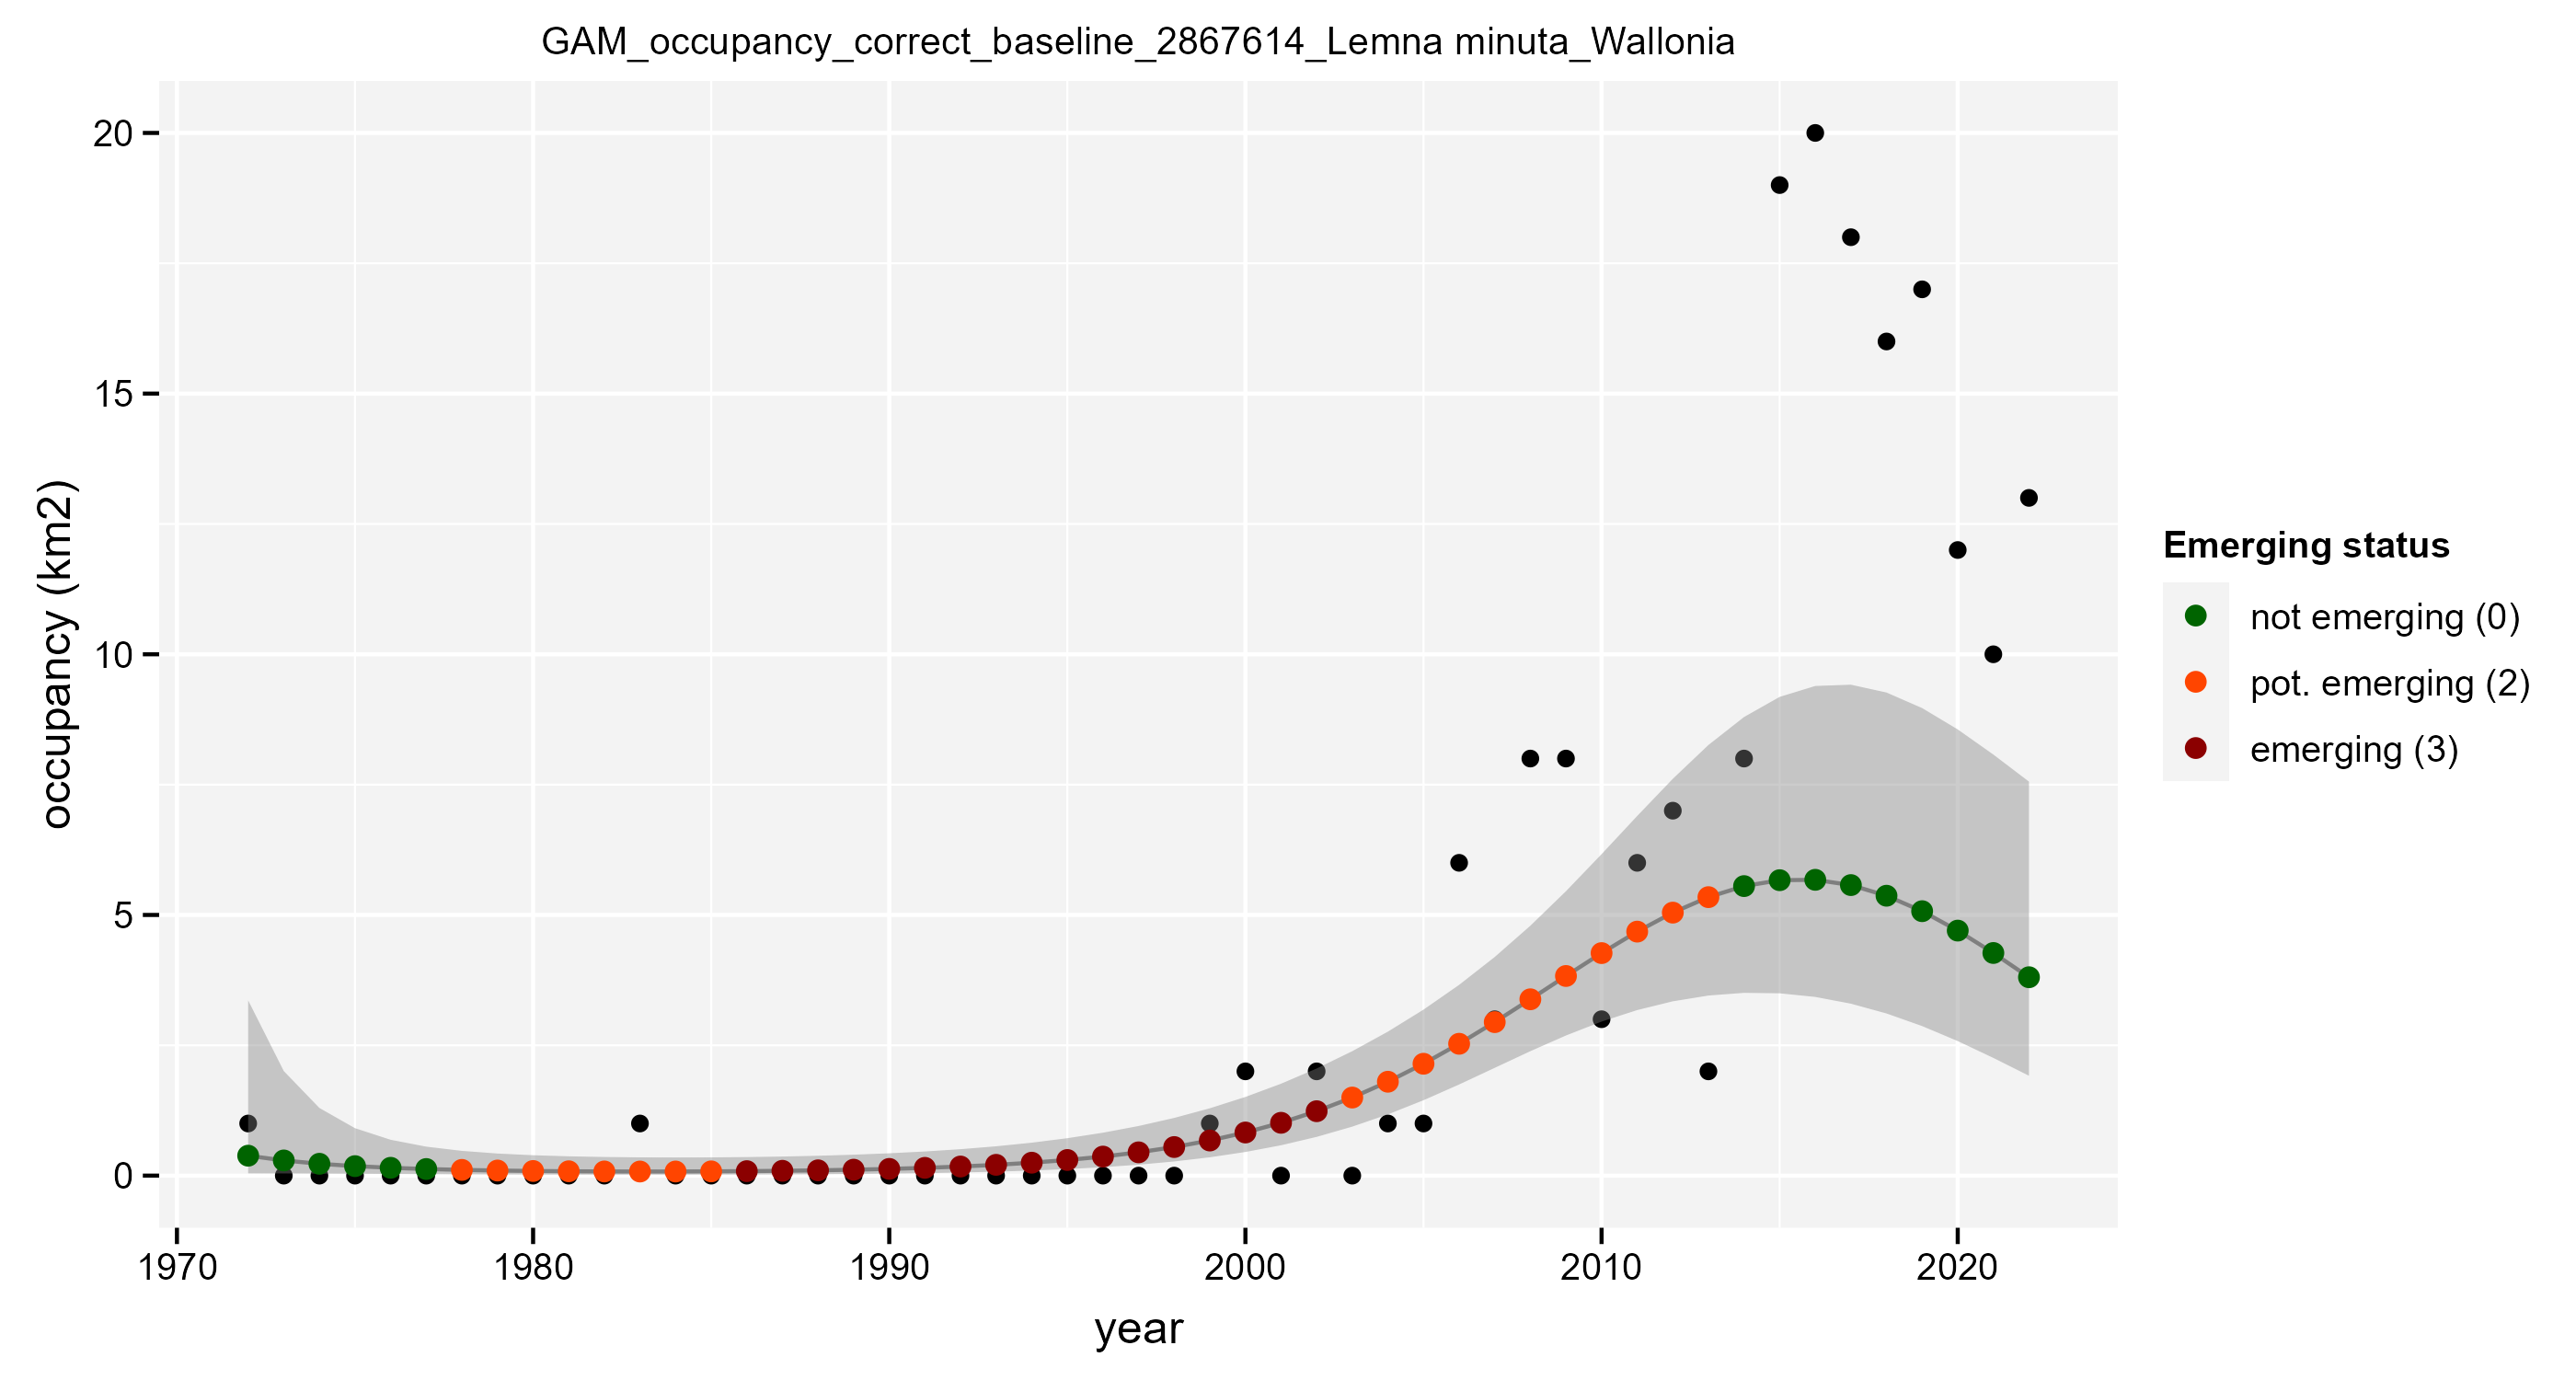 GAM_occupancy_correct_baseline_2867614_Lemna minuta_Wallonia
occupancy (km2)
20
15
10
5
0
1970 1980 1990 2000 2010 2020
year
Emerging status
not emerging (0)
pot. emerging (2)
emerging (3)